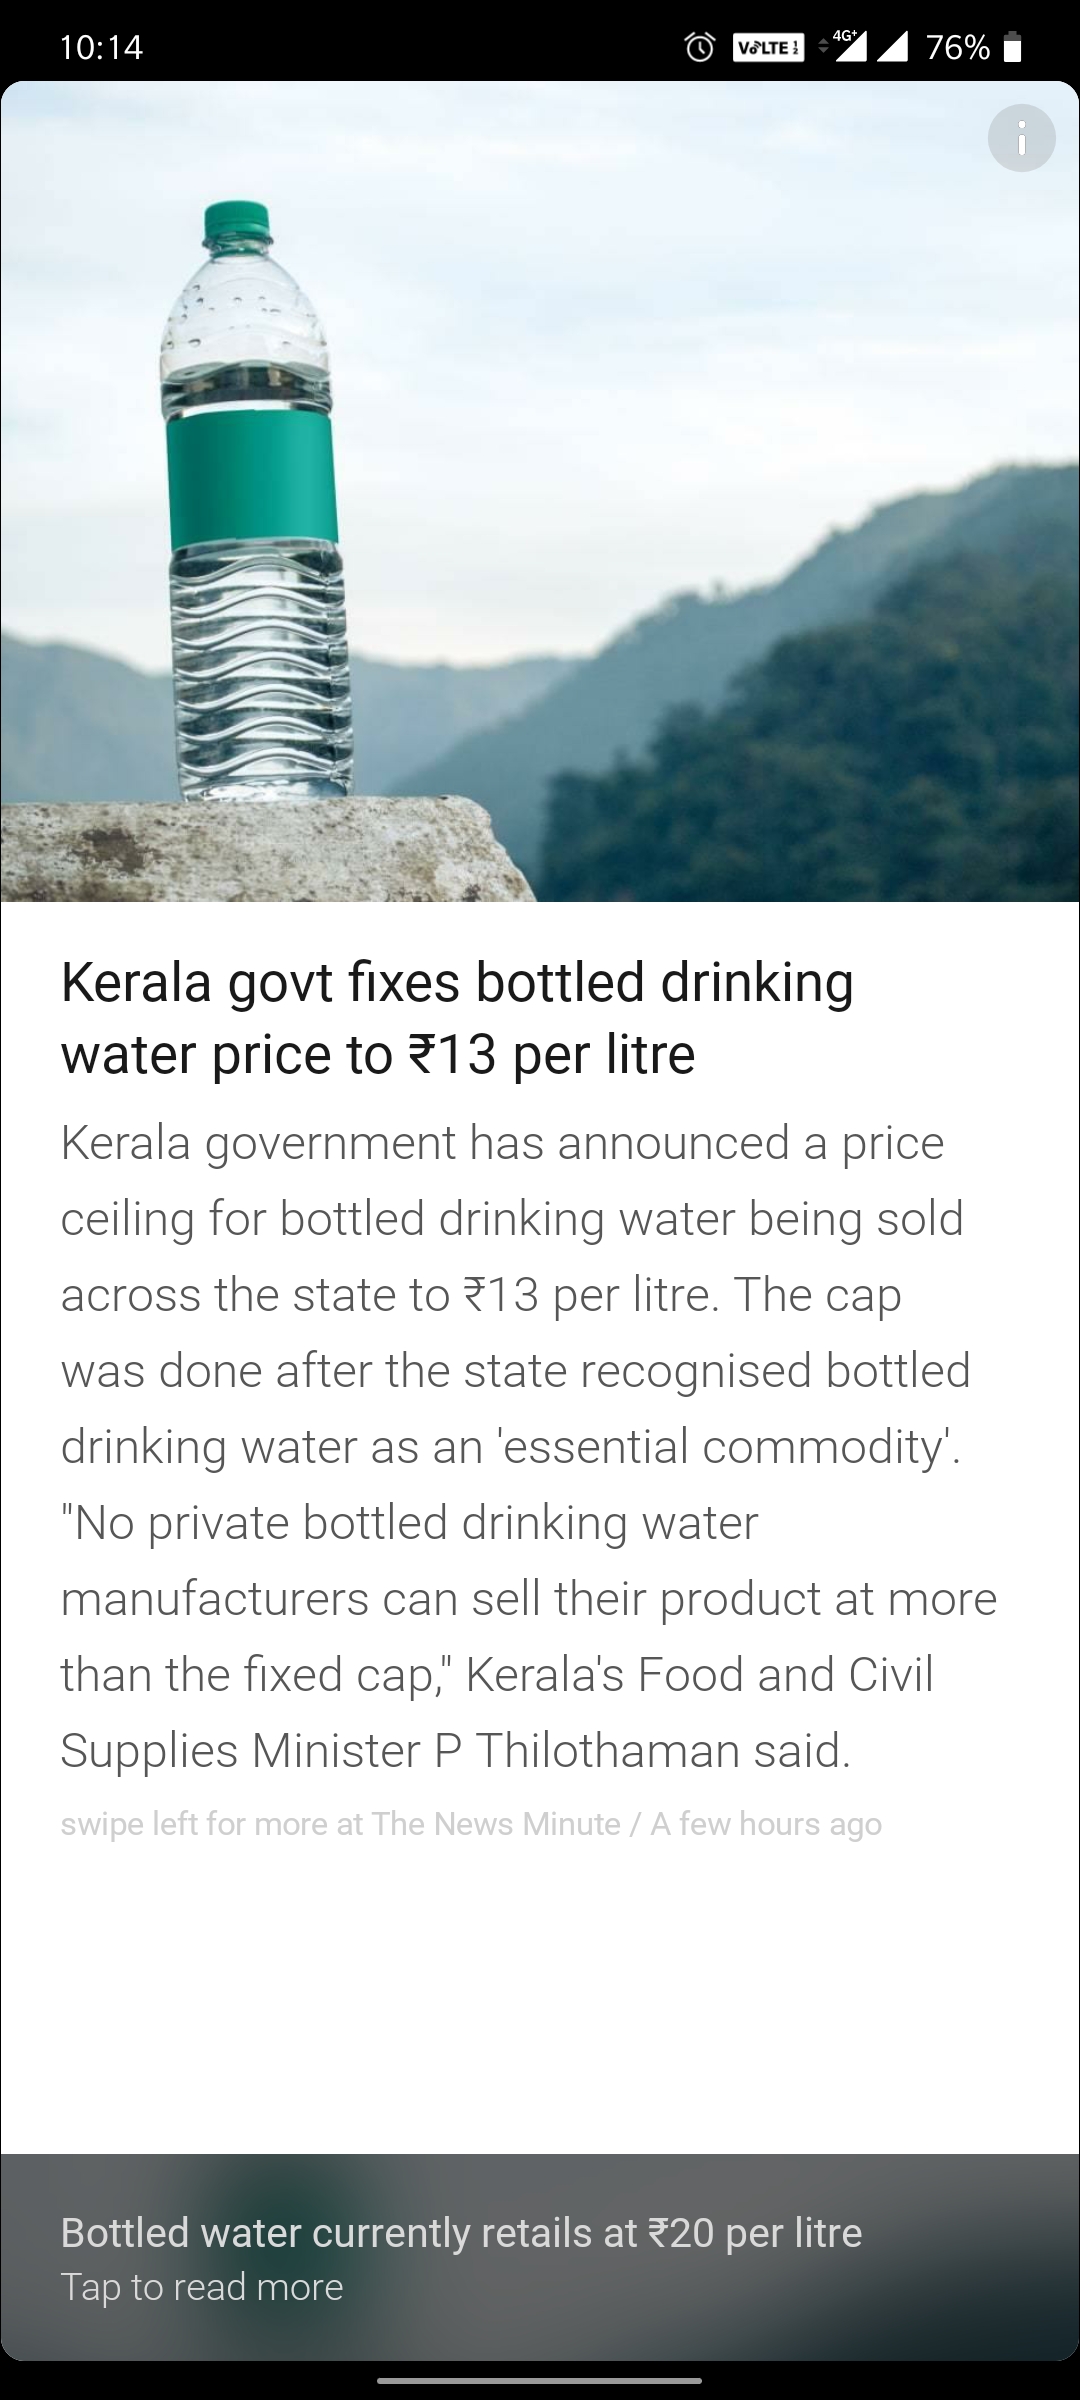 10:14
VoLTE 1 2 4G+ 76%
Kerala govt fixes bottled drinking
water price to ₹13 per litre
Kerala government has announced a price
ceiling for bottled drinking water being sold
across the state to ₹13 per litre. The cap
was done after the state recognised bottled
drinking water as an 'essential commodity'.
"No private bottled drinking water
manufacturers can sell their product at more
than the fixed cap," Kerala's Food and Civil
Supplies Minister P Thilothaman said.
swipe left for more at The News Minute / A few hours ago
Bottled water currently retails at ₹20 per litre
Tap to read more